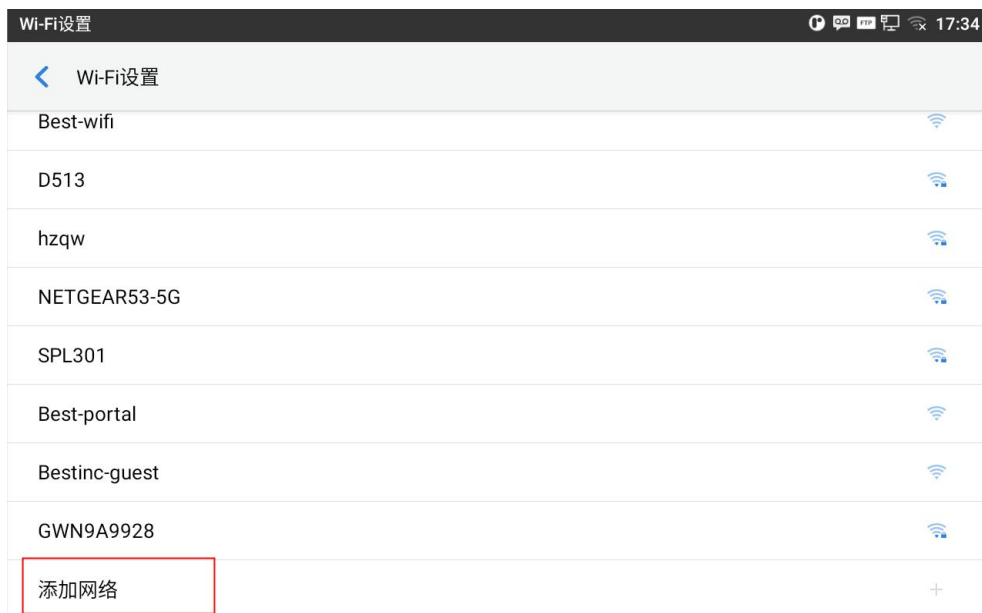 Wi-Fi设置 FTP 17:34
Wi-Fi设置
Best-wifi
D513
hzqw
NETGEAR53-5G
SPL301
Best-portal
Bestinc-guest
GWN9A9928
添加网络